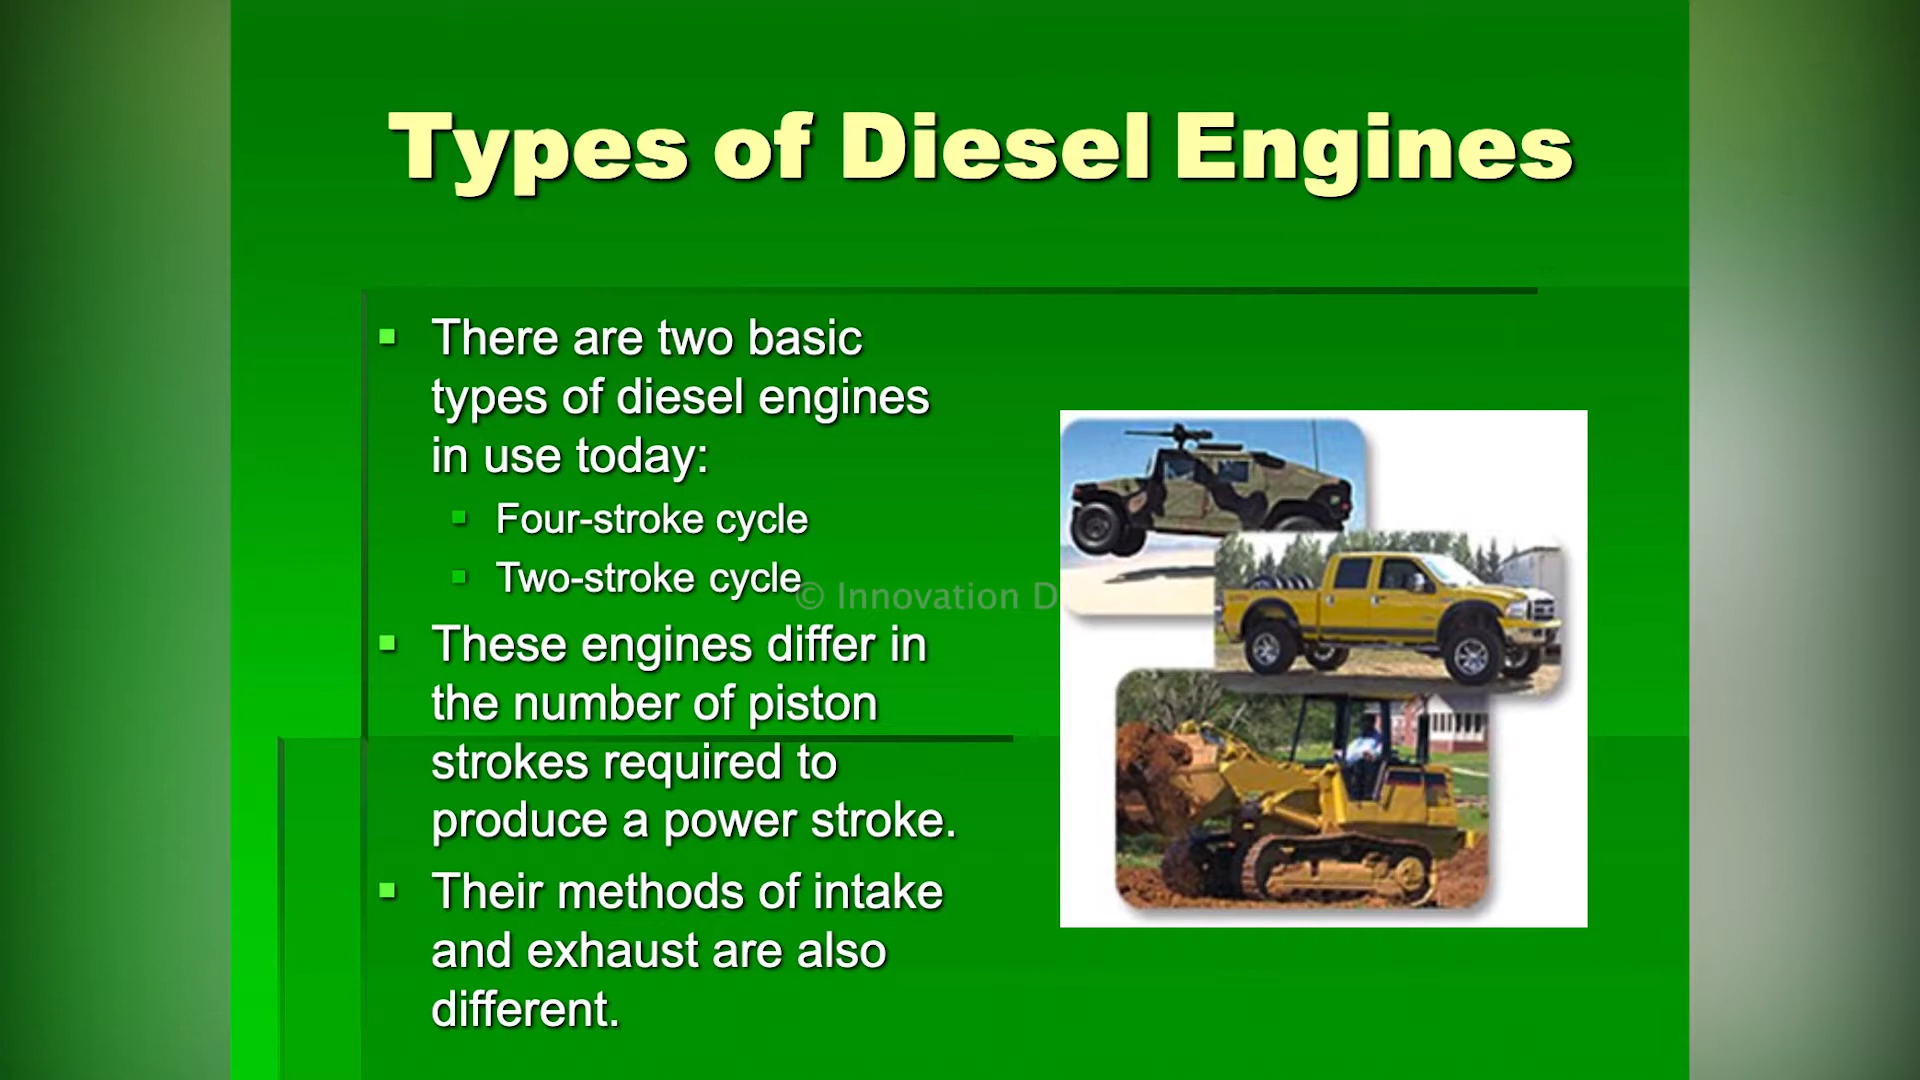 Types of Diesel Engines
There are two basic
types of diesel engines
in use today:
Four-stroke cycle
Two-stroke cycle
© Innovation D
These engines differ in
the number of piston
strokes required to
produce a power stroke.
Their methods of intake
and exhaust are also
different.